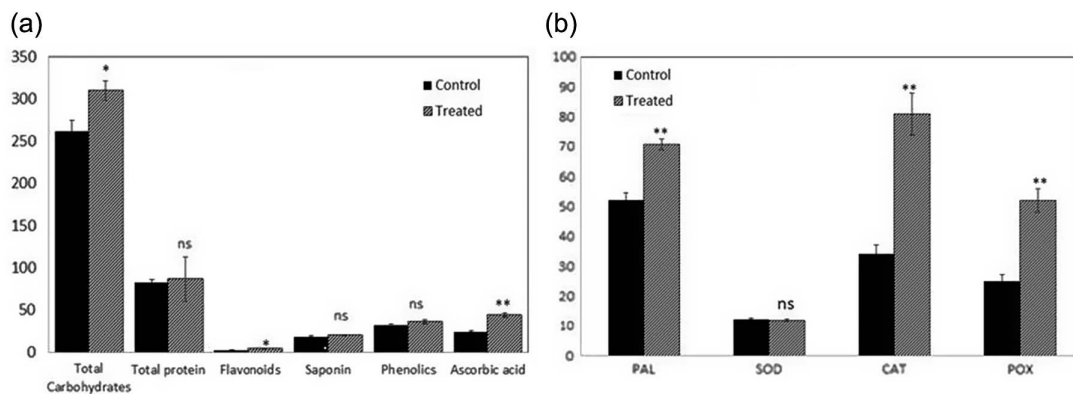 (a)
350
300
250
200
150
100
50
0
Control
Treated
*
ns
*
ns
ns
**
Total
Carbohydrates
Total protein
Flavonoids
Saponin
Phenolics
Ascorbic acid
(b)
100
90
80
70
60
50
40
30
20
10
0
Control
Treated
**
ns
**
**
PAL
SOD
CAT
POX